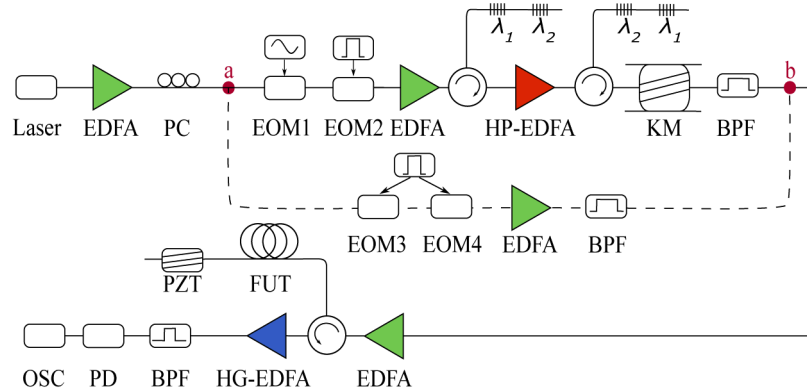 λ1 λ2 λ2 λ1
a b
Laser EDFA PC EOM1 EOM2 EDFA HP-EDFA KM BPF
EOM3 EOM4 EDFA BPF
PZT FUT
OSC PD BPF HG-EDFA EDFA